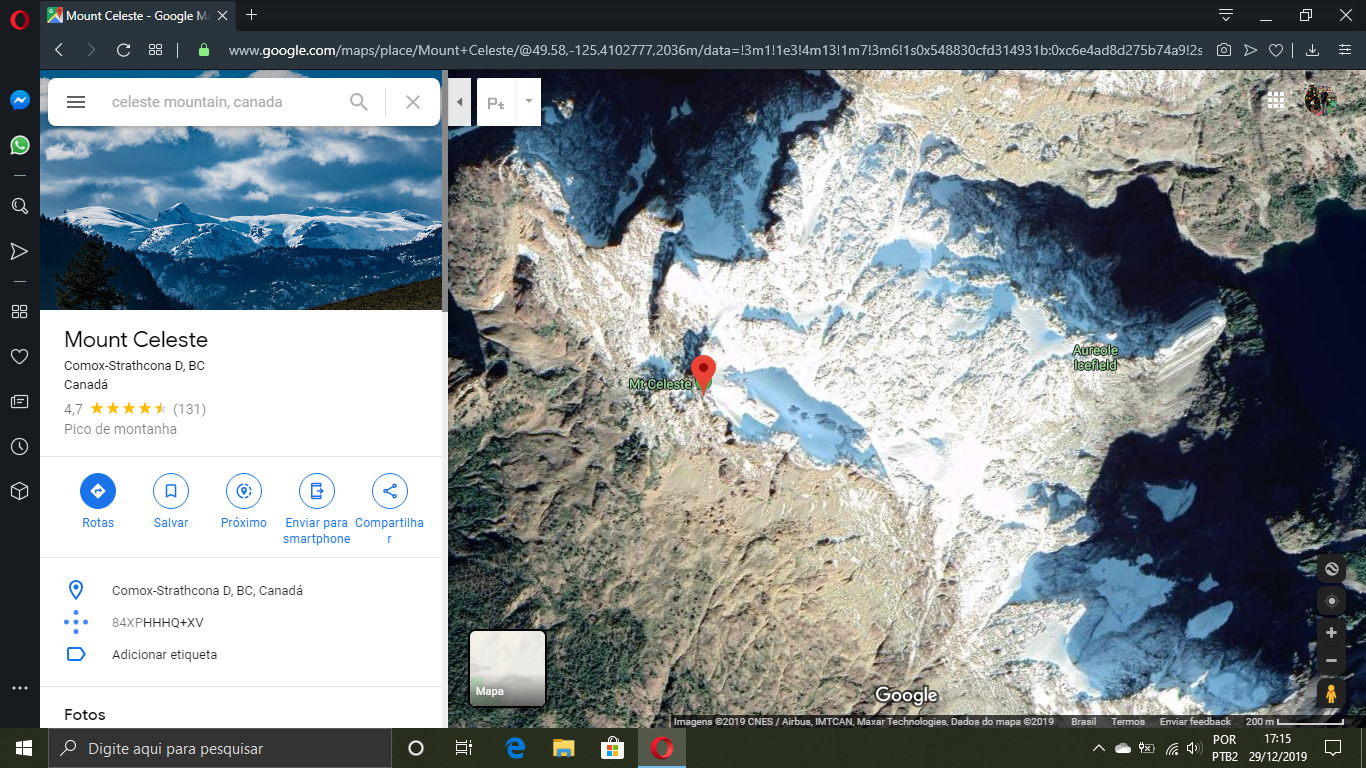 Mount Celeste - Google Ma
www.google.com/maps/place/Mount+Celeste/@49.58,-125.4102777,2036m/data=!3m1!1e3!4m13!1m7!3m6!1s0x548830cfd314931b:0xc6e4ad8d275b74a9!2s
celeste mountain, canada
Mount Celeste
Comox-Strathcona D, BC
Canadá
4,7 (131)
Pico de montanha
Rotas
Salvar
Próximo
Enviar para
smartphone
Compartilha
r
Comox-Strathcona D, BC, Canadá
84XPHHHQ+XV
Adicionar etiqueta
Fotos
Mt Celeste
Aureole
Icefield
Mapa
Google
Imagens ©2019 CNES / Airbus, IMTCAN, Maxar Technologies, Dados do mapa ©2019 Brasil Termos Enviar feedback 200 m
Digite aqui para pesquisar
POR
PTB2
17:15
29/12/2019